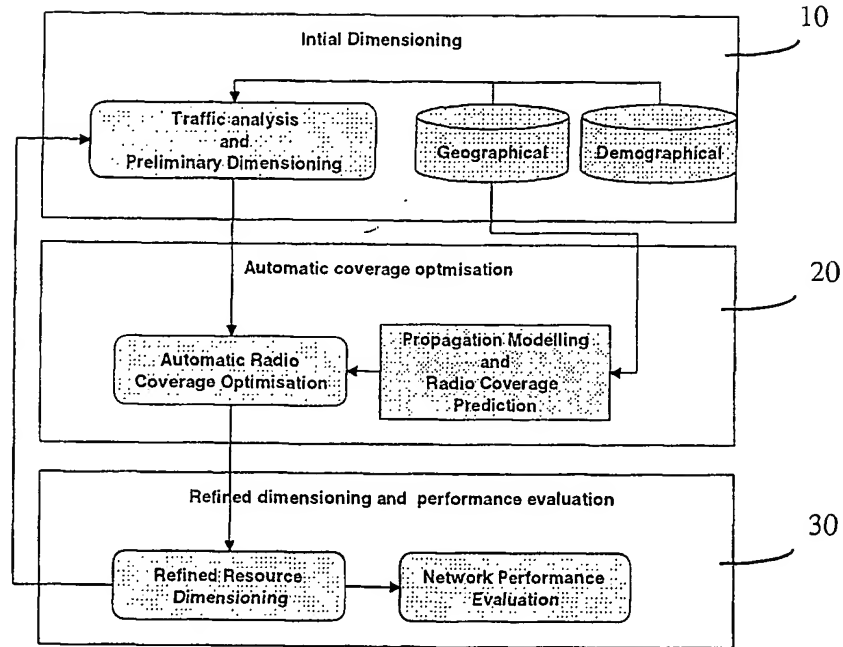 10
Intial Dimensioning
Traffic analysis
and
Preliminary Dimensioning
Geographical
Demographical
20
Automatic coverage optmisation
Automatic Radio
Coverage Optimisation
Propagation Modelling
and
Radio Coverage
Prediction
30
Refined dimensioning and performance evaluation
Refined Resource
Dimensioning
Network Performance
Evaluation